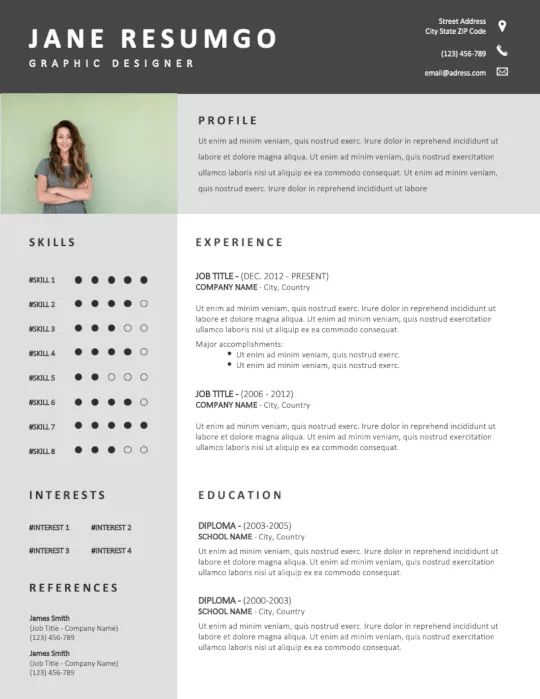 JANE RESUMGO
GRAPHIC DESIGNER
Street Address
City State ZIP Code
(123) 456-789
email@adress.com
PROFILE
Ut enim ad minim veniam, quis nostrud exerc. Irure dolor in reprehend incididunt ut
labore et dolore magna aliqua. Ut enim ad minim veniam, quis nostrud exercitation
ullamco laboris nisi ut aliquip ex ea commodo consequat. Ut enim ad minim veniam,
quis nostrud exerc. Irure dolor in reprehend incididunt ut labore
SKILLS
#SKILL 1
#SKILL 2
#SKILL 3
#SKILL 4
#SKILL 5
#SKILL 6
#SKILL 7
#SKILL 8
INTERESTS
#INTEREST 1 #INTEREST 2
#INTEREST 3 #INTEREST 4
REFERENCES
James Smith
(Job Title - Company Name)
(123) 456-789
James Smith
(Job Title - Company Name)
(123) 456-789
EXPERIENCE
JOB TITLE - (DEC. 2012 - PRESENT)
COMPANY NAME - City, Country
Ut enim ad minim veniam, quis nostrud exerc. Irure dolor in reprehend incididunt ut
labore et dolore magna aliqua. Ut enim ad minim veniam, quis nostrud exercitation
ullamco laboris nisi ut aliquip ex ea commodo consequat.
Major accomplishments:
• Ut enim ad minim veniam, quis nostrud exerc.
• Ut enim ad minim veniam, quis nostrud exerc.
JOB TITLE - (2006 - 2012)
COMPANY NAME - City, Country
Ut enim ad minim veniam, quis nostrud exerc. Irure dolor in reprehend incididunt ut
labore et dolore magna aliqua. Ut enim ad minim veniam, quis nostrud exercitation
ullamco laboris nisi ut aliquip ex ea commodo consequat.
EDUCATION
DIPLOMA - (2003-2005)
SCHOOL NAME - City, Country
Ut enim ad minim veniam, quis nostrud exerc. Irure dolor in reprehend incididunt ut
labore et dolore magna aliqua. Ut enim ad minim veniam, quis nostrud exercitation
ullamco laboris nisi ut aliquip ex ea commodo consequat.
DIPLOMA - (2000-2003)
SCHOOL NAME - City, Country
Ut enim ad minim veniam, quis nostrud exerc. Irure dolor in reprehend incididunt ut
labore et dolore magna aliqua. Ut enim ad minim veniam, quis nostrud exercitation
ullamco laboris nisi ut aliquip ex ea commodo consequat.